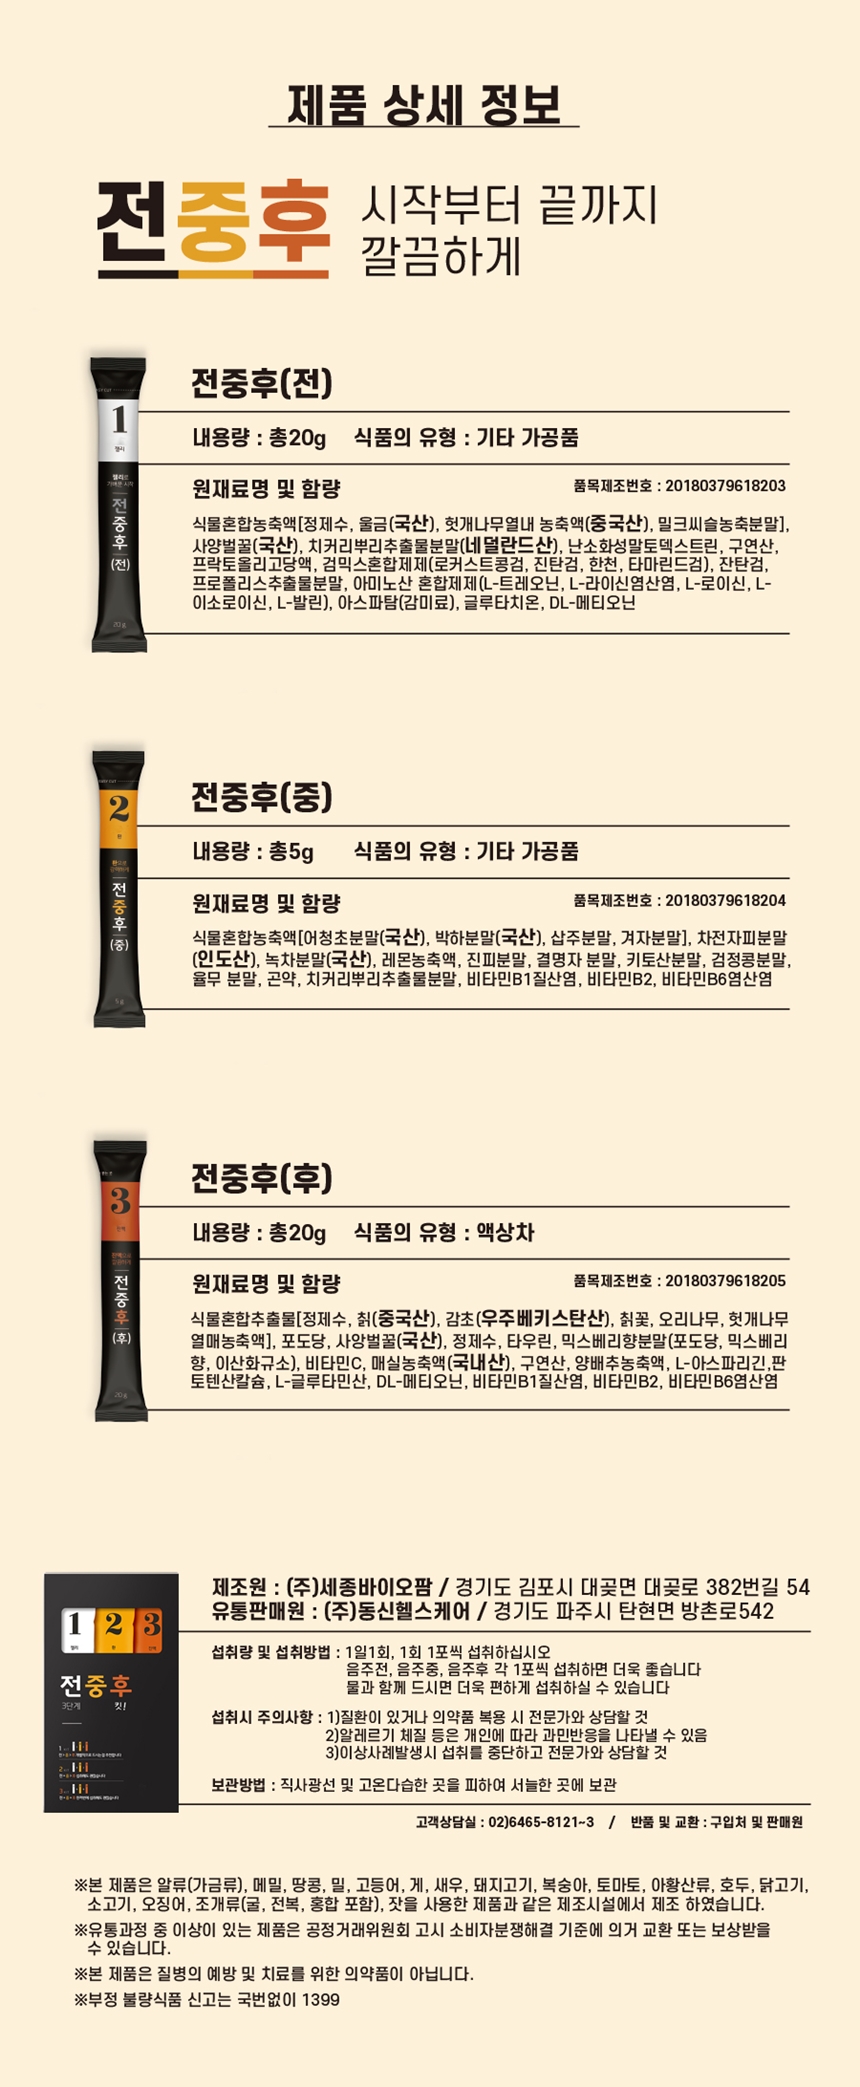 제품 상세 정보
전중후 시작부터 끝까지
깔끔하게
전중후(전)
1
젤리
전
중
후
(전)
20g
내용량 : 총20g 식품의 유형 : 기타 가공품
원재료명 및 함량 품목제조번호 : 20180379618203
식물혼합농축액[정제수, 울금(국산), 헛개나무열내 농축액(중국산), 밀크씨슬농축분말],
사양벌꿀(국산), 치커리뿌리추출물분말(네덜란드산), 난소화성말토덱스트린, 구연산,
프락토올리고당액, 검믹스혼합제제(로커스트콩검, 진탄검, 한천, 타마린드검), 잔탄검,
프로폴리스추출물분말, 아미노산 혼합제제(L-트레오닌, L-라이신염산염, L-로이신, L-
이소로이신, L-발린), 아스파탐(감미료), 글루타치온, DL-메티오닌
전중후(중)
2
환
전
중
후
(중)
5g
내용량 : 총5g 식품의 유형 : 기타 가공품
원재료명 및 함량 품목제조번호 : 20180379618204
식물혼합농축액[어청초분말(국산), 박하분말(국산), 삽주분말, 겨자분말], 차전자피분말
(인도산), 녹차분말(국산), 레몬농축액, 진피분말, 결명자 분말, 키토산분말, 검정콩분말,
율무 분말, 곤약, 치커리뿌리추출물분말, 비타민B1질산염, 비타민B2, 비타민B6염산염
전중후(후)
3
전
중
후
(후)
20g
내용량 : 총20g 식품의 유형 : 액상차
원재료명 및 함량 품목제조번호 : 20180379618205
식물혼합추출물[정제수, 칡(중국산), 감초(우주베키스탄산), 칡꽃, 오리나무, 헛개나무
열매농축액], 포도당, 사양벌꿀(국산), 정제수, 타우린, 믹스베리향분말(포도당, 믹스베리
향, 이산화규소), 비타민C, 매실농축액(국내산), 구연산, 양배추농축액, L-아스파리긴,판
토텐산칼슘, L-글루타민산, DL-메티오닌, 비타민B1질산염, 비타민B2, 비타민B6염산염
1 2 3
전중후
3단계 킷!
제조원 : (주)세종바이오팜 / 경기도 김포시 대곶면 대곶로 382번길 54
유통판매원 : (주)동신헬스케어 / 경기도 파주시 탄현면 방촌로542
섭취량 및 섭취방법 : 1일1회, 1회 1포씩 섭취하십시오
음주전, 음주중, 음주후 각 1포씩 섭취하면 더욱 좋습니다
물과 함께 드시면 더욱 편하게 섭취하실 수 있습니다
섭취시 주의사항 : 1)질환이 있거나 의약품 복용 시 전문가와 상담할 것
2)알레르기 체질 등은 개인에 따라 과민반응을 나타낼 수 있음
3)이상사례발생시 섭취를 중단하고 전문가와 상담할 것
보관방법 : 직사광선 및 고온다습한 곳을 피하여 서늘한 곳에 보관
고객상담실 : 02)6465-8121~3 / 반품 및 교환 : 구입처 및 판매원
※본 제품은 알류(가금류), 메밀, 땅콩, 밀, 고등어, 게, 새우, 돼지고기, 복숭아, 토마토, 아황산류, 호두, 닭고기,
소고기, 오징어, 조개류(굴, 전복, 홍합 포함), 잣을 사용한 제품과 같은 제조시설에서 제조 하였습니다.
※유통과정 중 이상이 있는 제품은 공정거래위원회 고시 소비자분쟁해결 기준에 의거 교환 또는 보상받을
수 있습니다.
※본 제품은 질병의 예방 및 치료를 위한 의약품이 아닙니다.
※부정 불량식품 신고는 국번없이 1399